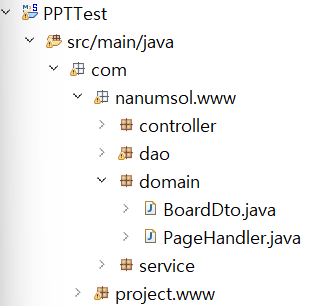 PPTTest
src/main/java
com
nanumsol.www
controller
dao
domain
BoardDto.java
PageHandler.java
service
project.www